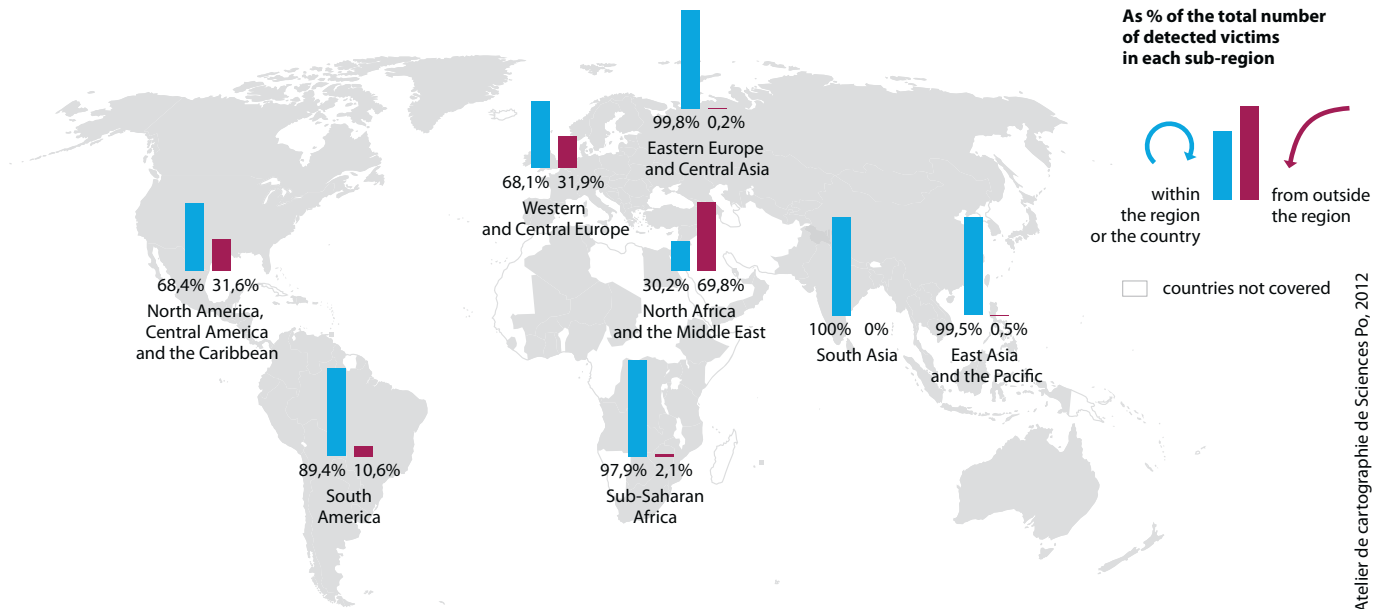 As % of the total number
of detected victims
in each sub-region
within
the region
or the country
from outside
the region
countries not covered
99,8% 0,2%
Eastern Europe
and Central Asia
68,1% 31,9%
Western
and Central Europe
68,4% 31,6%
North America,
Central America
and the Caribbean
30,2% 69,8%
North Africa
and the Middle East
100% 0%
South Asia
99,5% 0,5%
East Asia
and the Pacific
89,4% 10,6%
South
America
97,9% 2,1%
Sub-Saharan
Africa
Atelier de cartographie de Sciences Po, 2012